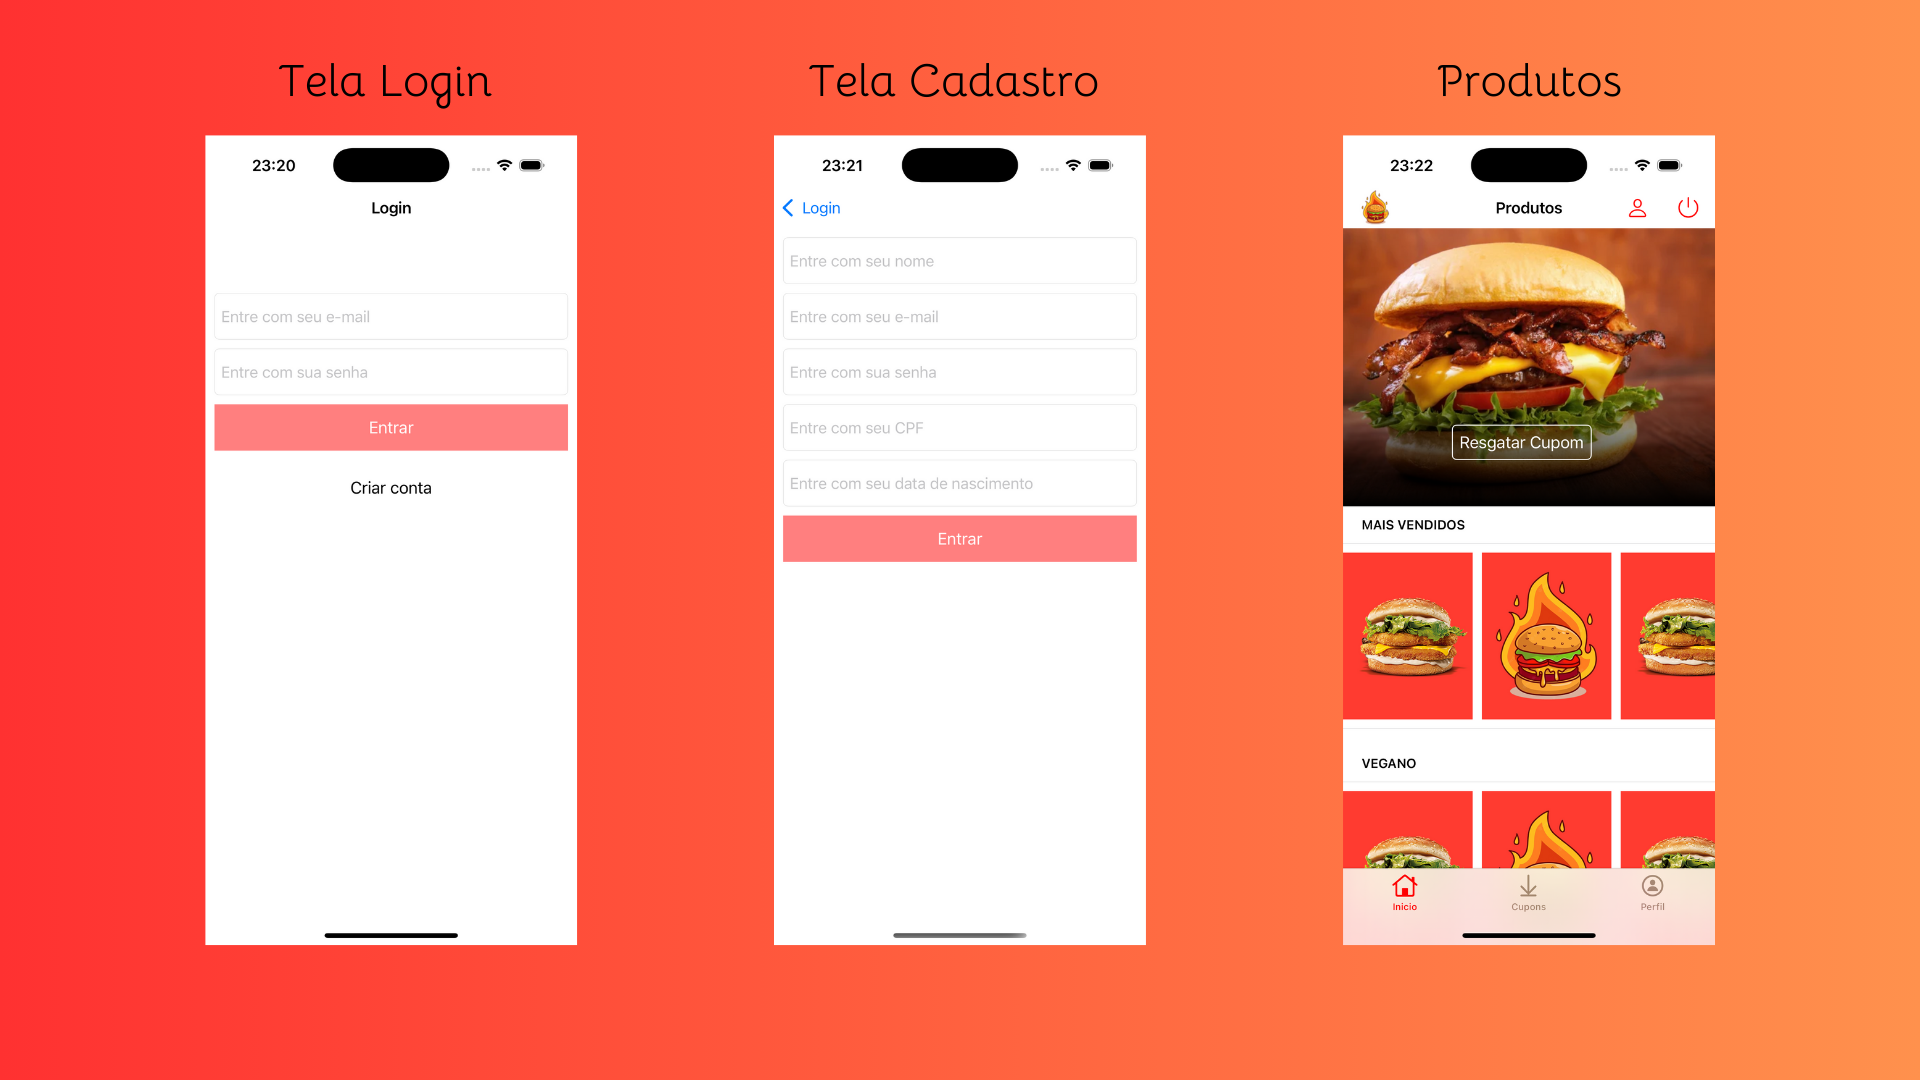 Tela Login
23:20
Login
Entre com seu e-mail
Entre com sua senha
Entrar
Criar conta
Tela Cadastro
23:21
Login
Entre com seu nome
Entre com seu e-mail
Entre com sua senha
Entre com seu CPF
Entre com seu data de nascimento
Entrar
Produtos
23:22
Produtos
Resgatar Cupom
MAIS VENDIDOS
VEGANO
Inicio
Cupons
Perfil